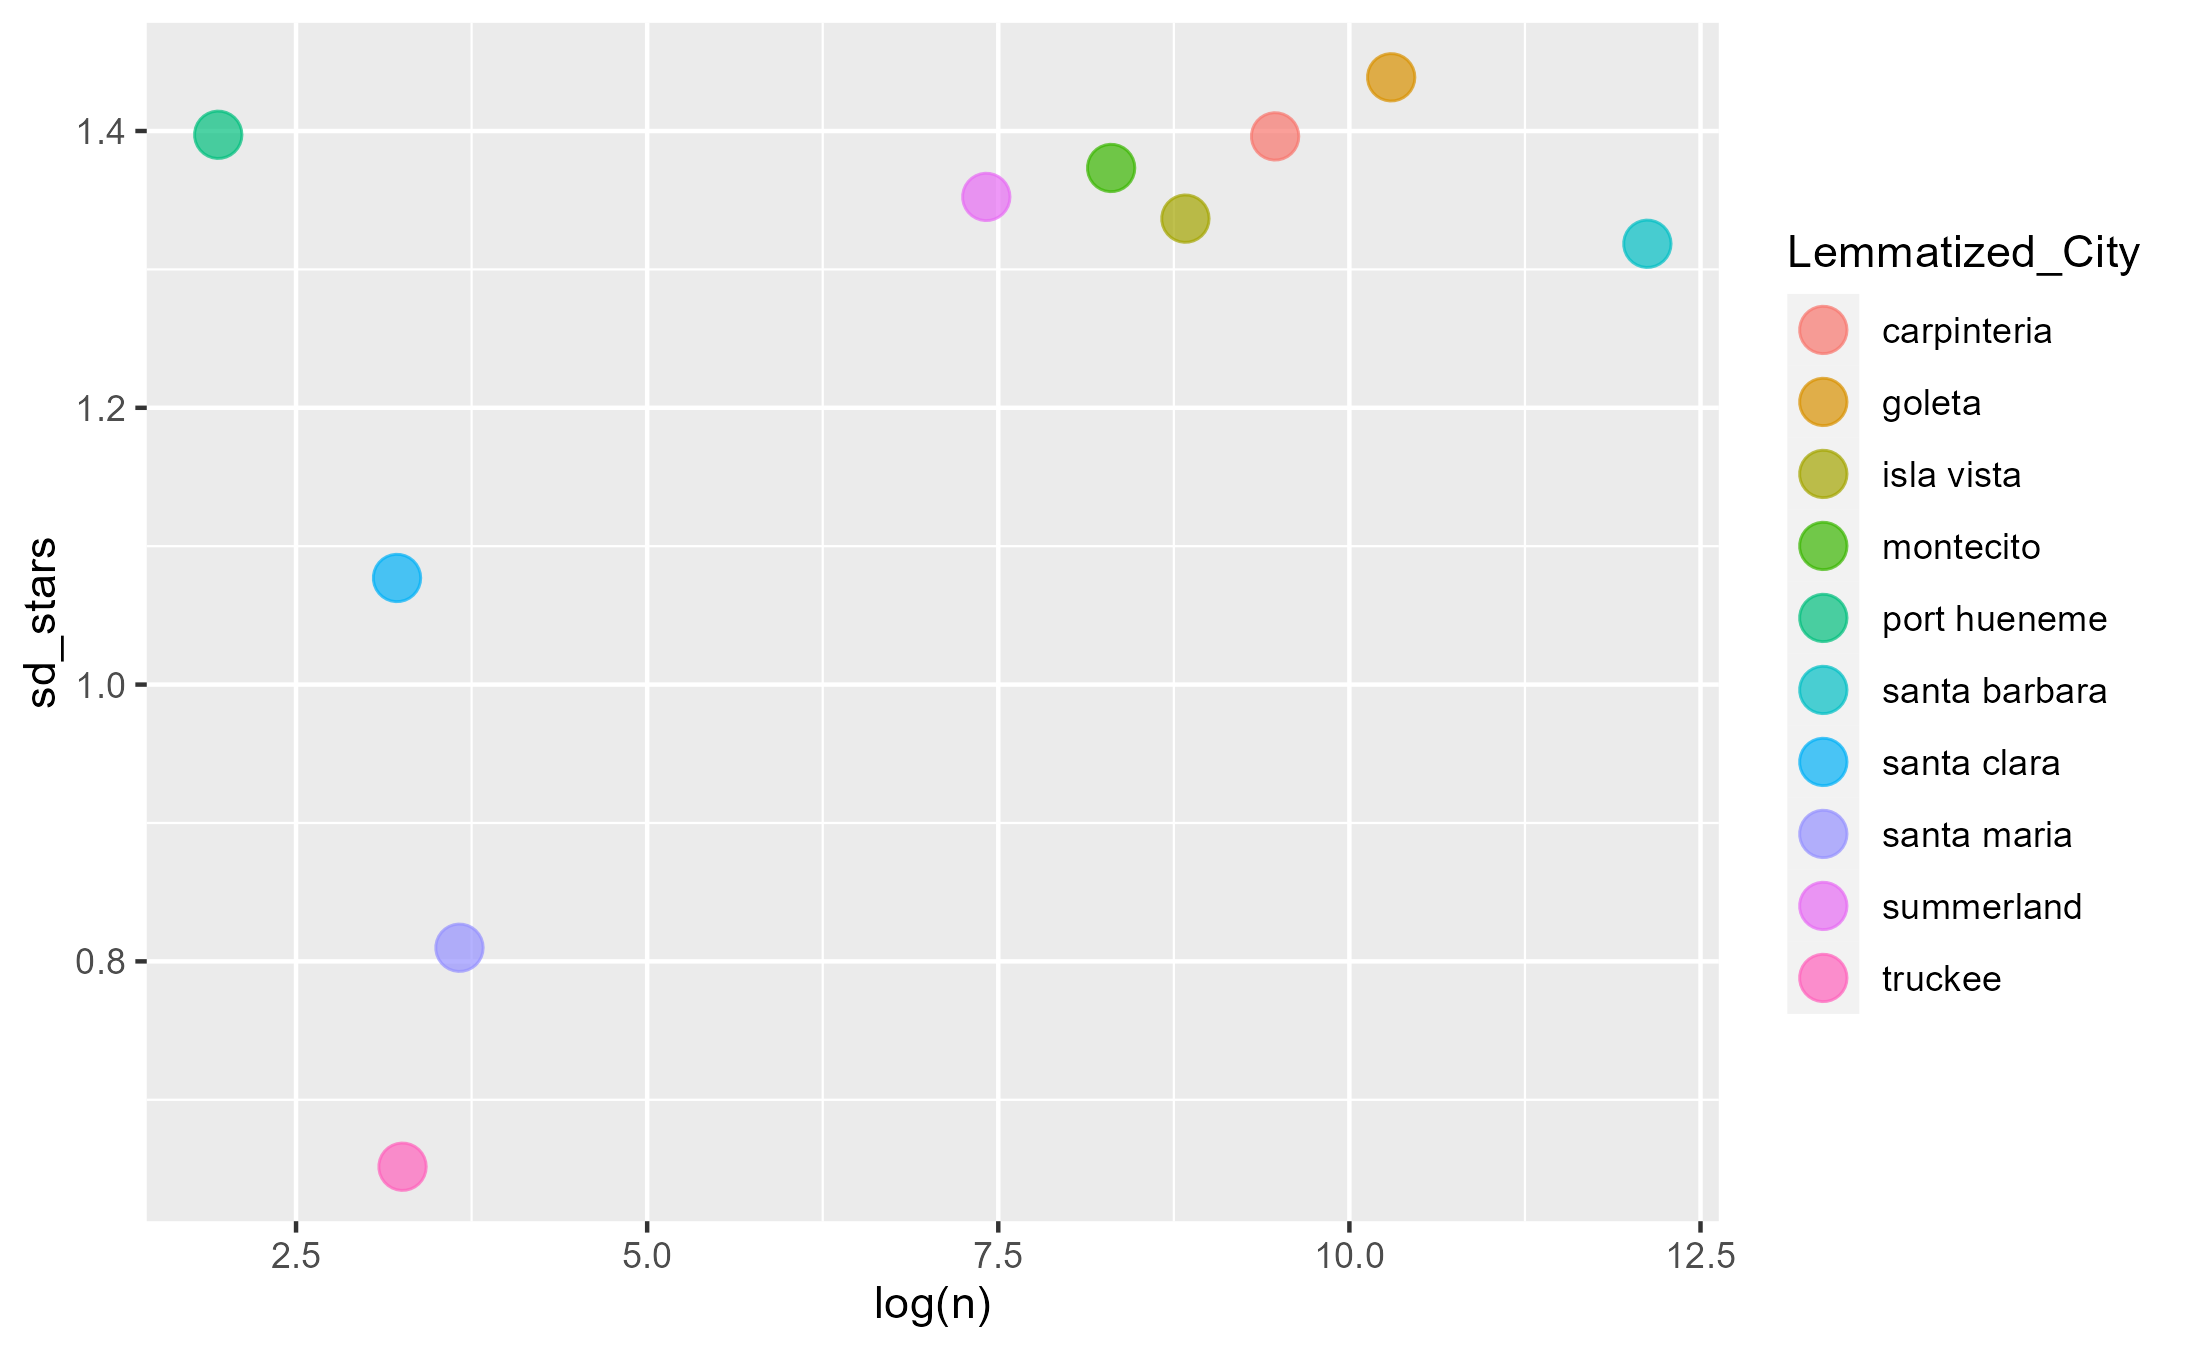 1.4
1.2
1.0
0.8
sd_stars
2.5 5.0 7.5 10.0 12.5
log(n)
Lemmatized_City
carpinteria
goleta
isla vista
montecito
port hueneme
santa barbara
santa clara
santa maria
summerland
truckee